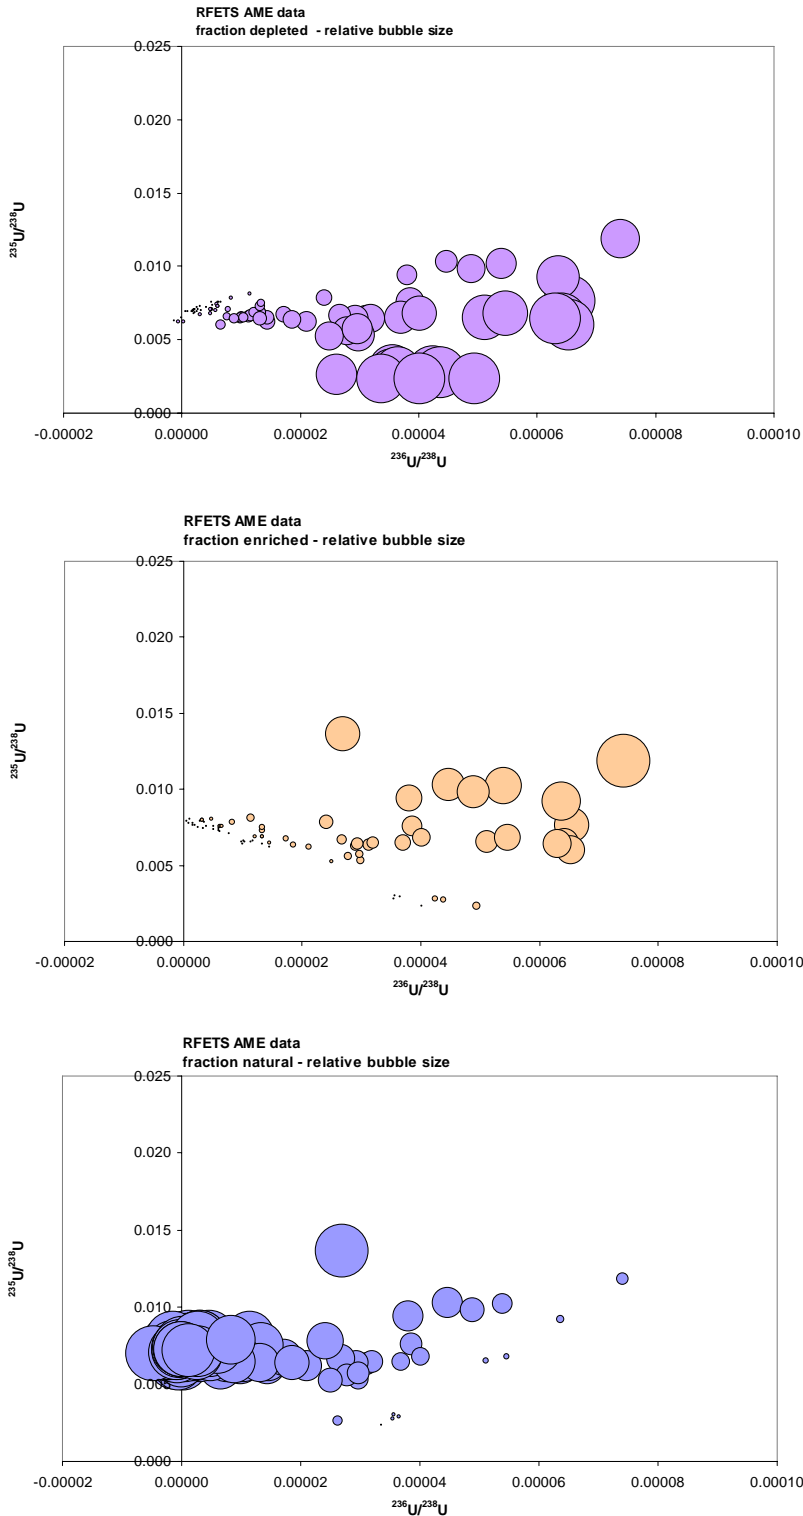 RFETS AME data
fraction depleted - relative bubble size
0.025
0.020
0.015
0.010
0.005
0.000
-0.00002 0.00000 0.00002 0.00004 0.00006 0.00008 0.00010
²³⁵U/²³⁸U
²³⁶U/²³⁸U
RFETS AME data
fraction enriched - relative bubble size
0.025
0.020
0.015
0.010
0.005
0.000
-0.00002 0.00000 0.00002 0.00004 0.00006 0.00008 0.00010
²³⁵U/²³⁸U
²³⁶U/²³⁸U
RFETS AME data
fraction natural - relative bubble size
0.025
0.020
0.015
0.010
0.005
0.000
-0.00002 0.00000 0.00002 0.00004 0.00006 0.00008 0.00010
²³⁵U/²³⁸U
²³⁶U/²³⁸U